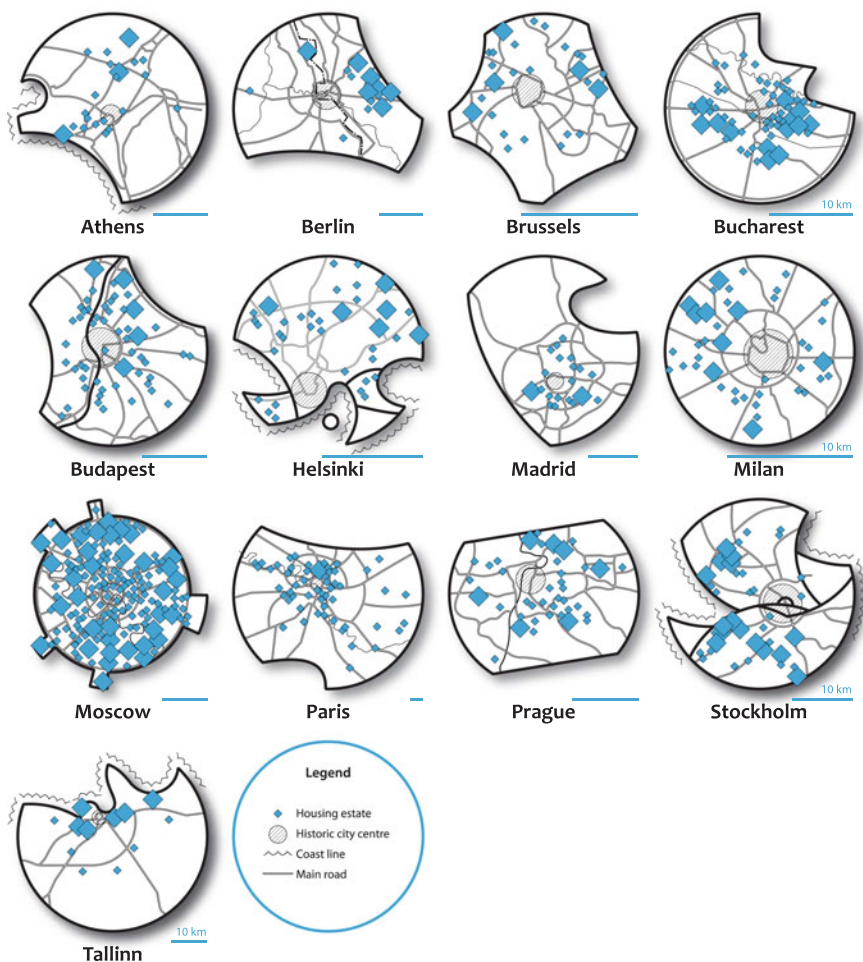 Athens
Berlin
Brussels
10 km
Bucharest
Budapest
Helsinki
Madrid
10 km
Milan
Moscow
Paris
Prague
10 km
Stockholm
Legend
Housing estate
Historic city centre
Coast line
Main road
10 km
Tallinn